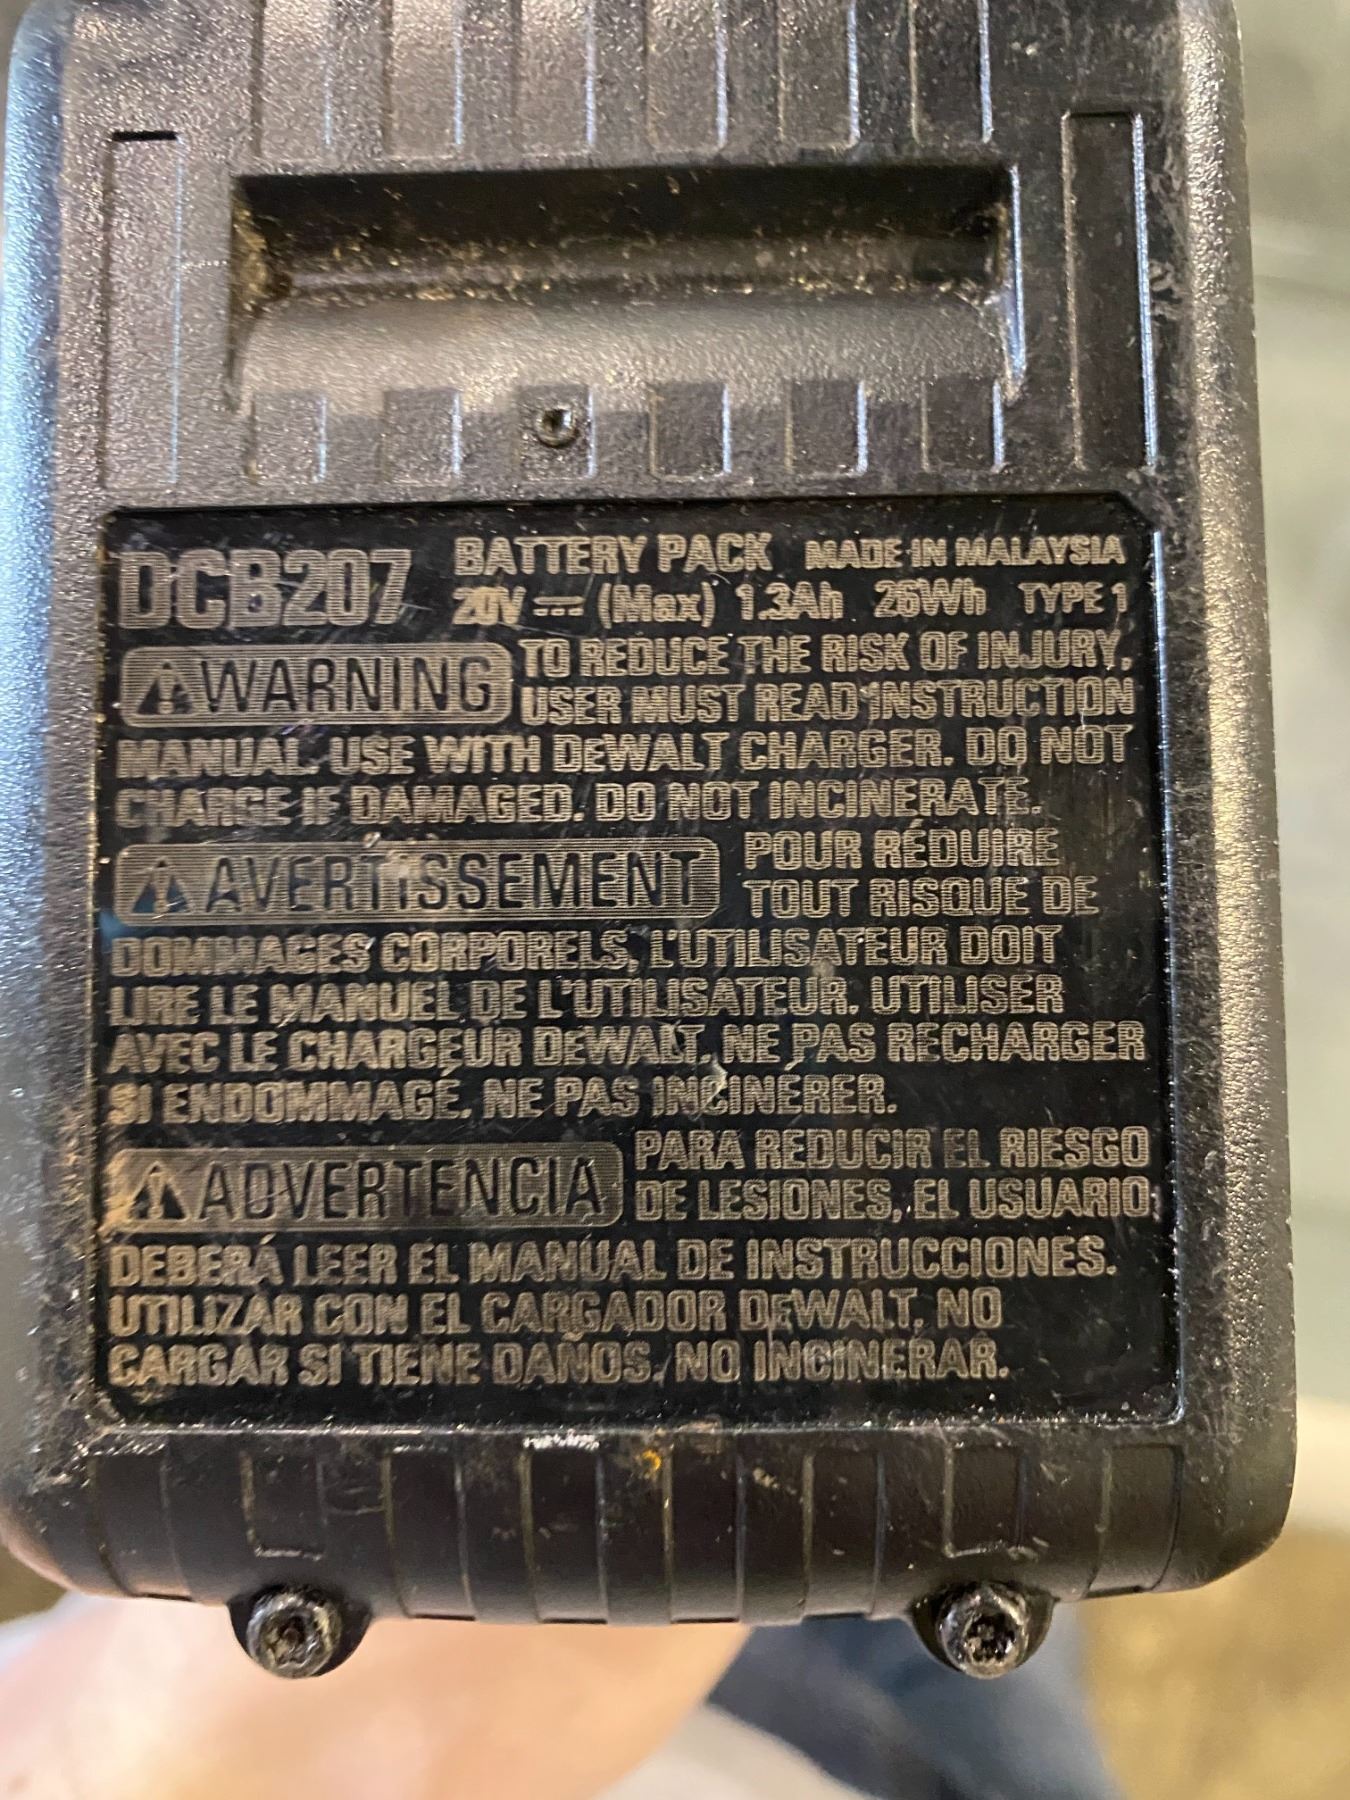 DCB207 BATTERY PACK MADE IN MALAYSIA
20V ⎓ (Max) 1.3Ah 26Wh TYPE 1
⚠WARNING TO REDUCE THE RISK OF INJURY,
USER MUST READ INSTRUCTION
MANUAL. USE WITH DEWALT CHARGER. DO NOT
CHARGE IF DAMAGED. DO NOT INCINERATE.
⚠AVERTISSEMENT POUR RÉDUIRE
TOUT RISQUE DE
DOMMAGES CORPORELS, L'UTILISATEUR DOIT
LIRE LE MANUEL DE L'UTILISATEUR. UTILISER
AVEC LE CHARGEUR DEWALT. NE PAS RECHARGER
SI ENDOMMAGÉ. NE PAS INCINERER.
⚠ADVERTENCIA PARA REDUCIR EL RIESGO
DE LESIONES, EL USUARIO
DEBERÁ LEER EL MANUAL DE INSTRUCCIONES.
UTILIZAR CON EL CARGADOR DEWALT. NO
CARGAR SI TIENE DAÑOS. NO INCINERAR.